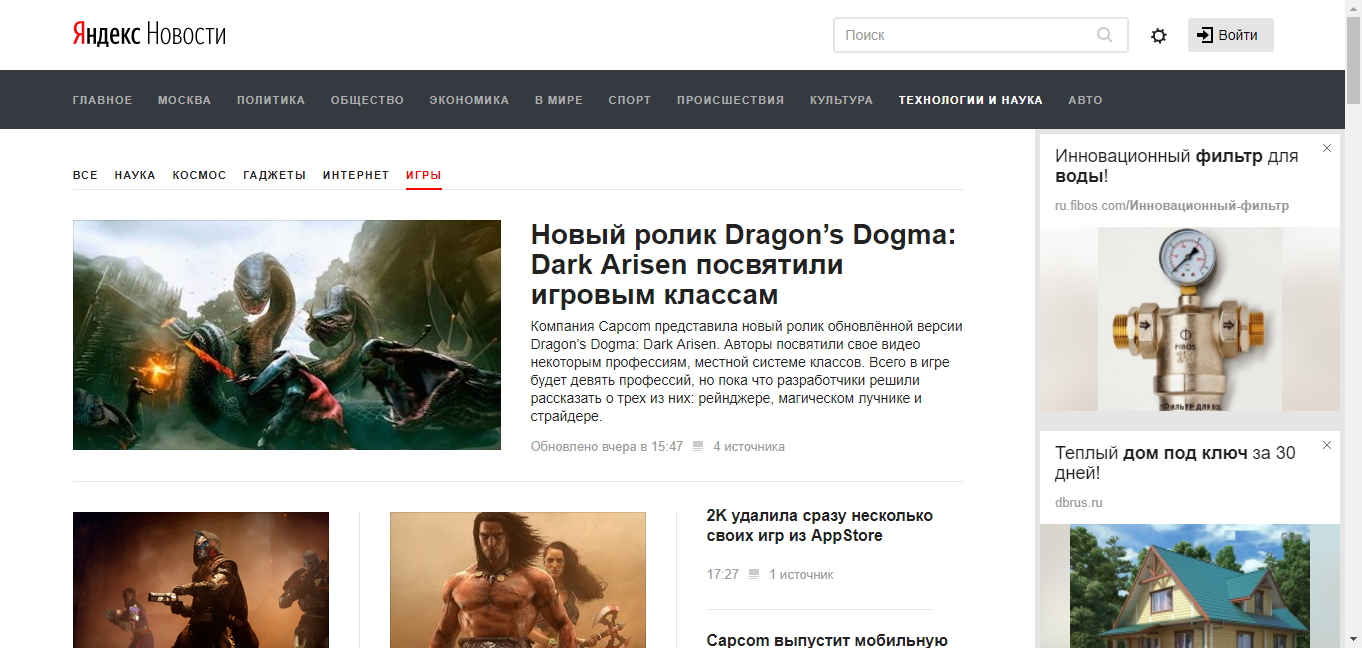 Яндекс Новости
Поиск
Войти
ГЛАВНОЕ МОСКВА ПОЛИТИКА ОБЩЕСТВО ЭКОНОМИКА В МИРЕ СПОРТ ПРОИСШЕСТВИЯ КУЛЬТУРА ТЕХНОЛОГИИ И НАУКА АВТО
ВСЕ НАУКА КОСМОС ГАДЖЕТЫ ИНТЕРНЕТ ИГРЫ
Новый ролик Dragon’s Dogma:
Dark Arisen посвятили
игровым классам
Компания Capcom представила новый ролик обновлённой версии
Dragon’s Dogma: Dark Arisen. Авторы посвятили свое видео
некоторым профессиям, местной системе классов. Всего в игре
будет девять профессий, но пока что разработчики решили
рассказать о трех из них: рейнджере, магическом лучнике и
страйдере.
Обновлено вчера в 15:47 4 источника
2K удалила сразу несколько
своих игр из AppStore
17:27 1 источник
Capcom выпустит мобильную
Инновационный фильтр для
воды!
ru.fibos.com/Инновационный-фильтр
FIBOS
ФИЛЬТР ДЛЯ ВОД
Теплый дом под ключ за 30
дней!
dbrus.ru